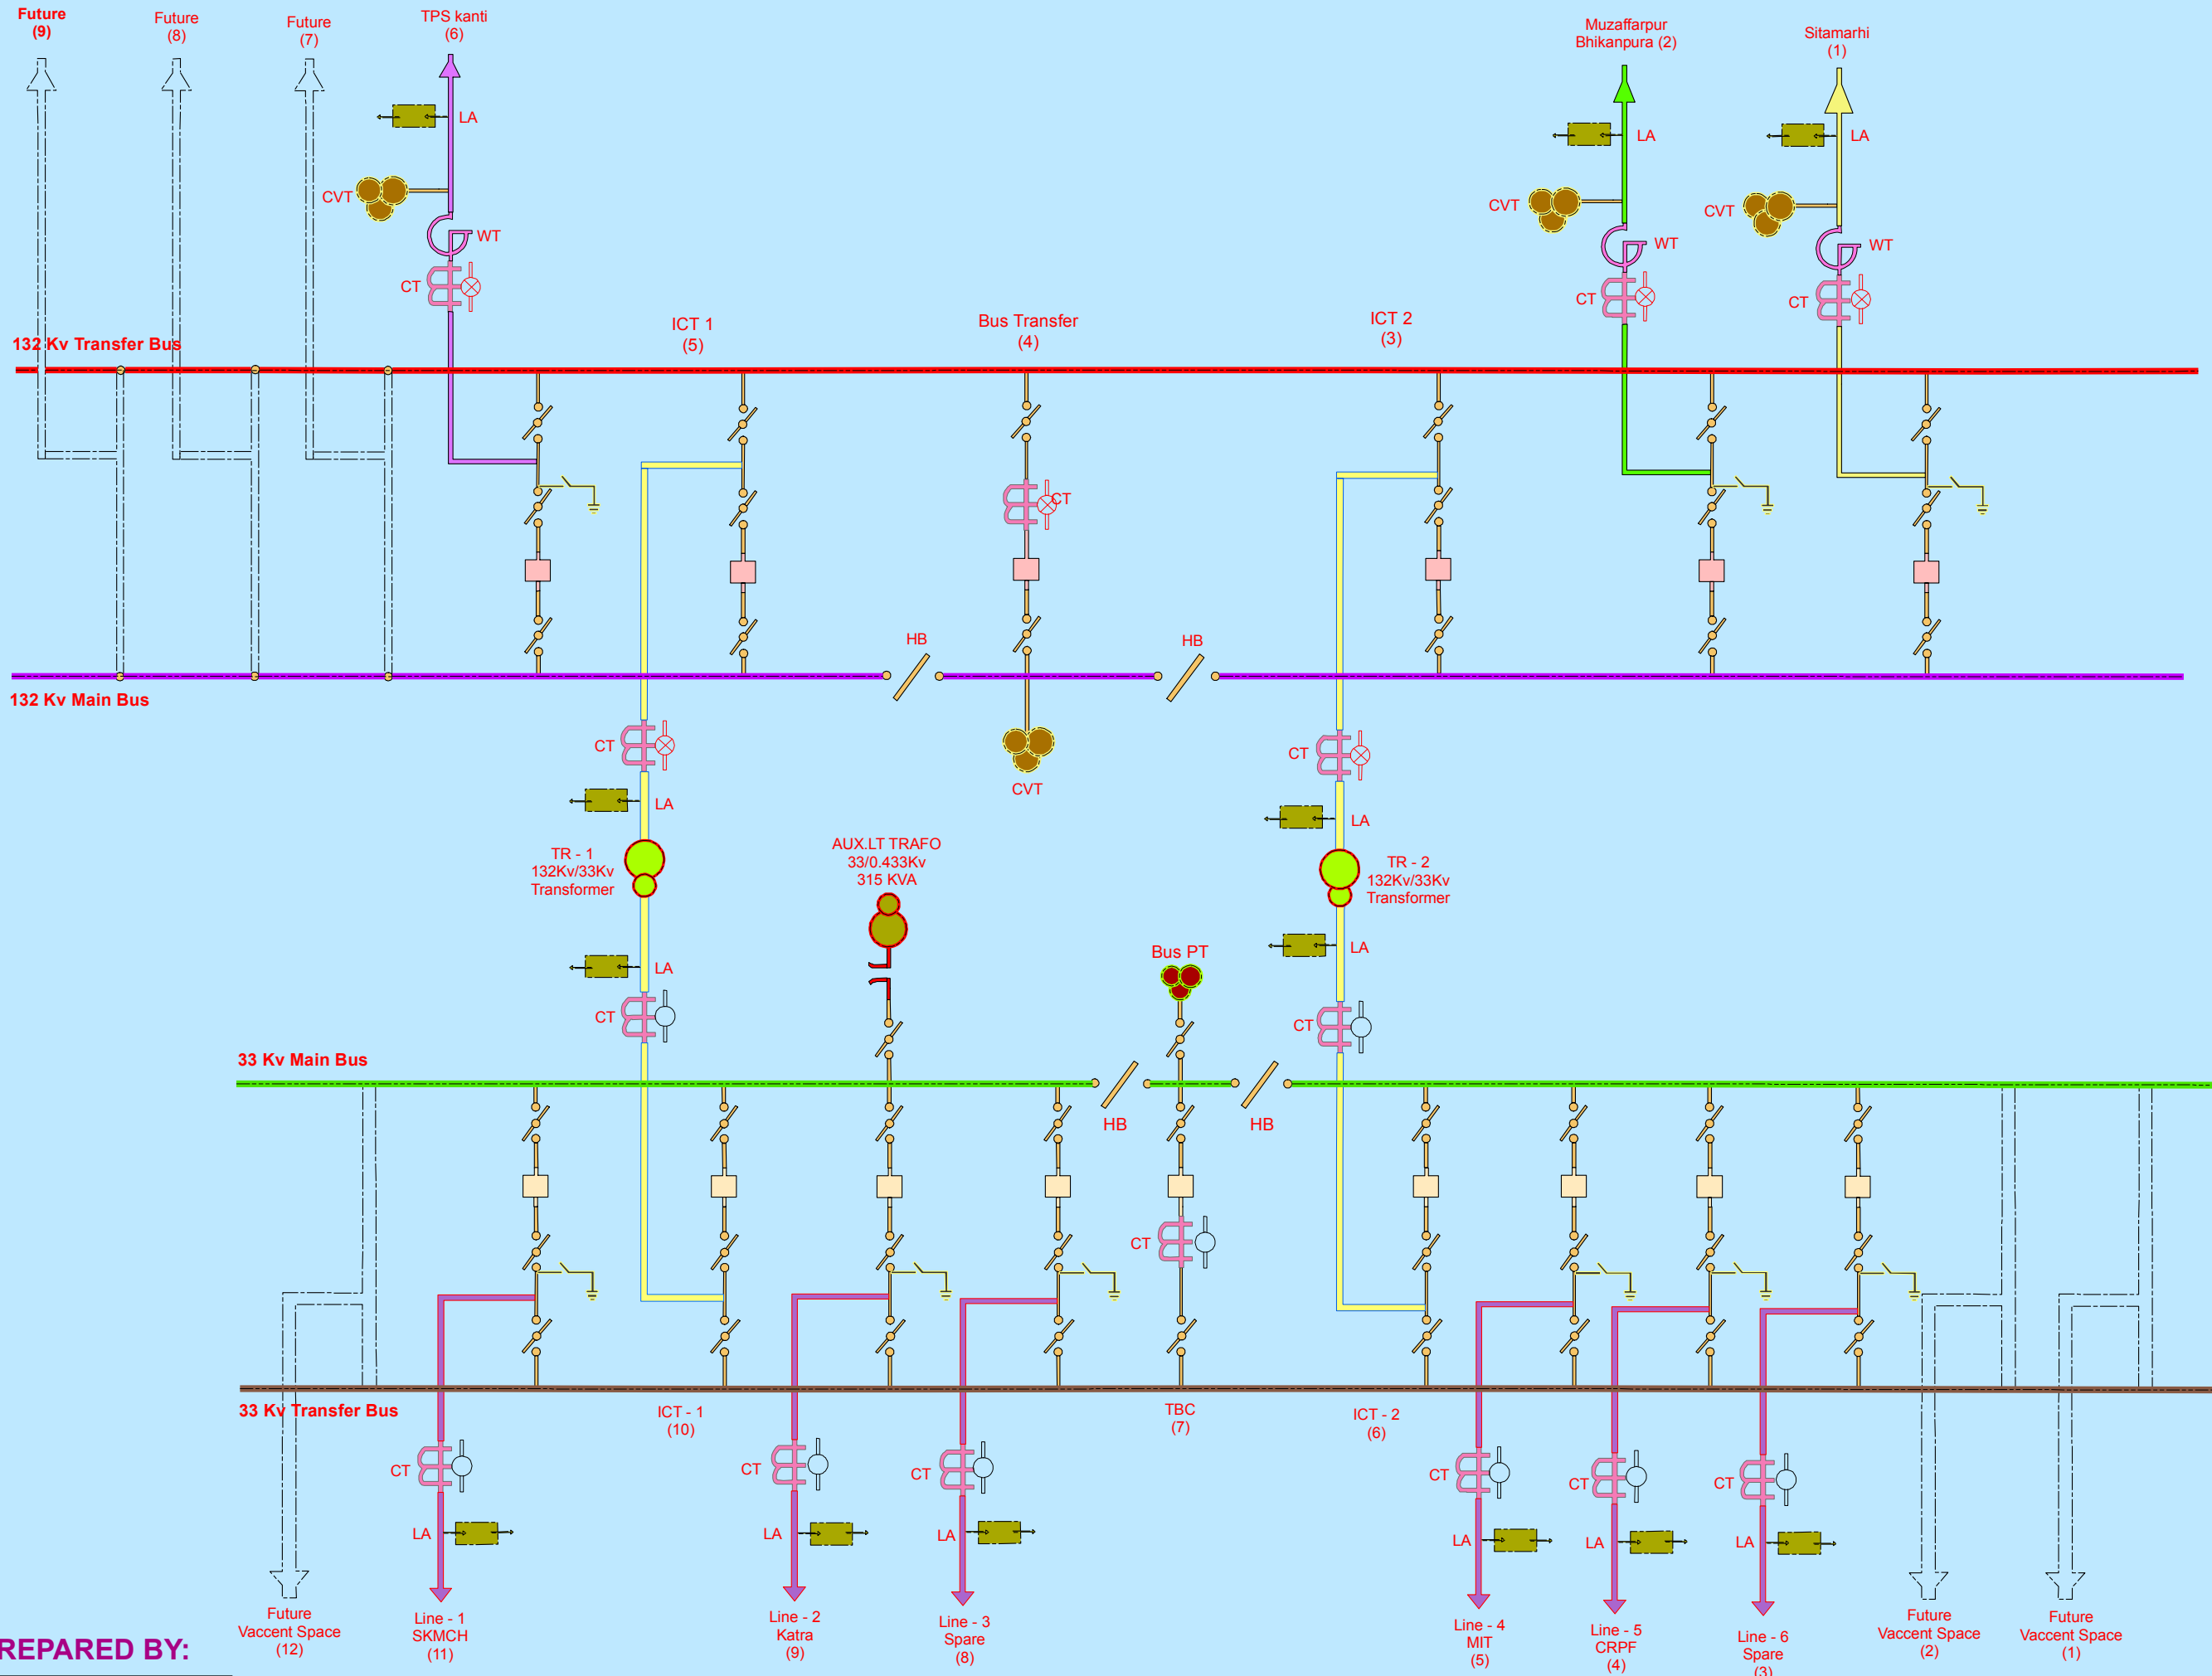 Future
(9)
Future
(8)
Future
(7)
TPS kanti
(6)
Muzaffarpur
Bhikanpura (2)
Sitamarhi
(1)
LA
LA
LA
CVT
CVT
CVT
WT
WT
WT
CT
CT
CT
132 Kv Transfer Bus
ICT 1
(5)
Bus Transfer
(4)
ICT 2
(3)
CT
HB
HB
132 Kv Main Bus
CT
CT
CVT
LA
LA
TR - 1
132Kv/33Kv
Transformer
AUX.LT TRAFO
33/0.433Kv
315 KVA
TR - 2
132Kv/33Kv
Transformer
LA
LA
Bus PT
CT
CT
33 Kv Main Bus
HB
HB
CT
33 Kv Transfer Bus
ICT - 1
(10)
TBC
(7)
ICT - 2
(6)
CT
CT
CT
CT
CT
CT
LA
LA
LA
LA
LA
LA
Future
Vaccent Space
(12)
Line - 1
SKMCH
(11)
Line - 2
Katra
(9)
Line - 3
Spare
(8)
Line - 4
MIT
(5)
Line - 5
CRPF
(4)
Line - 6
Spare
(3)
Future
Vaccent Space
(2)
Future
Vaccent Space
(1)
REPARED BY: